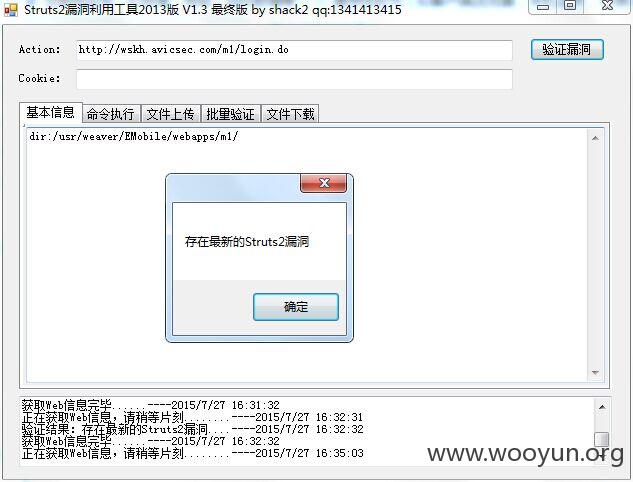 Struts2漏洞利用工具2013版 V1.3 最终版 by shack2 qq:1341413415
Action: http://wskh.avicsec.com/m1/login.do 验证漏洞
Cookie:
基本信息 命令执行 文件上传 批量验证 文件下载
dir:/usr/weaver/EMobile/webapps/m1/
存在最新的Struts2漏洞
确定
获取Web信息完毕......----2015/7/27 16:31:32
正在获取Web信息，请稍等片刻........----2015/7/27 16:32:31
验证结果：存在最新的Struts2漏洞....----2015/7/27 16:32:32
获取Web信息完毕......----2015/7/27 16:32:32
正在获取Web信息，请稍等片刻........----2015/7/27 16:35:03
www.wooyun.org